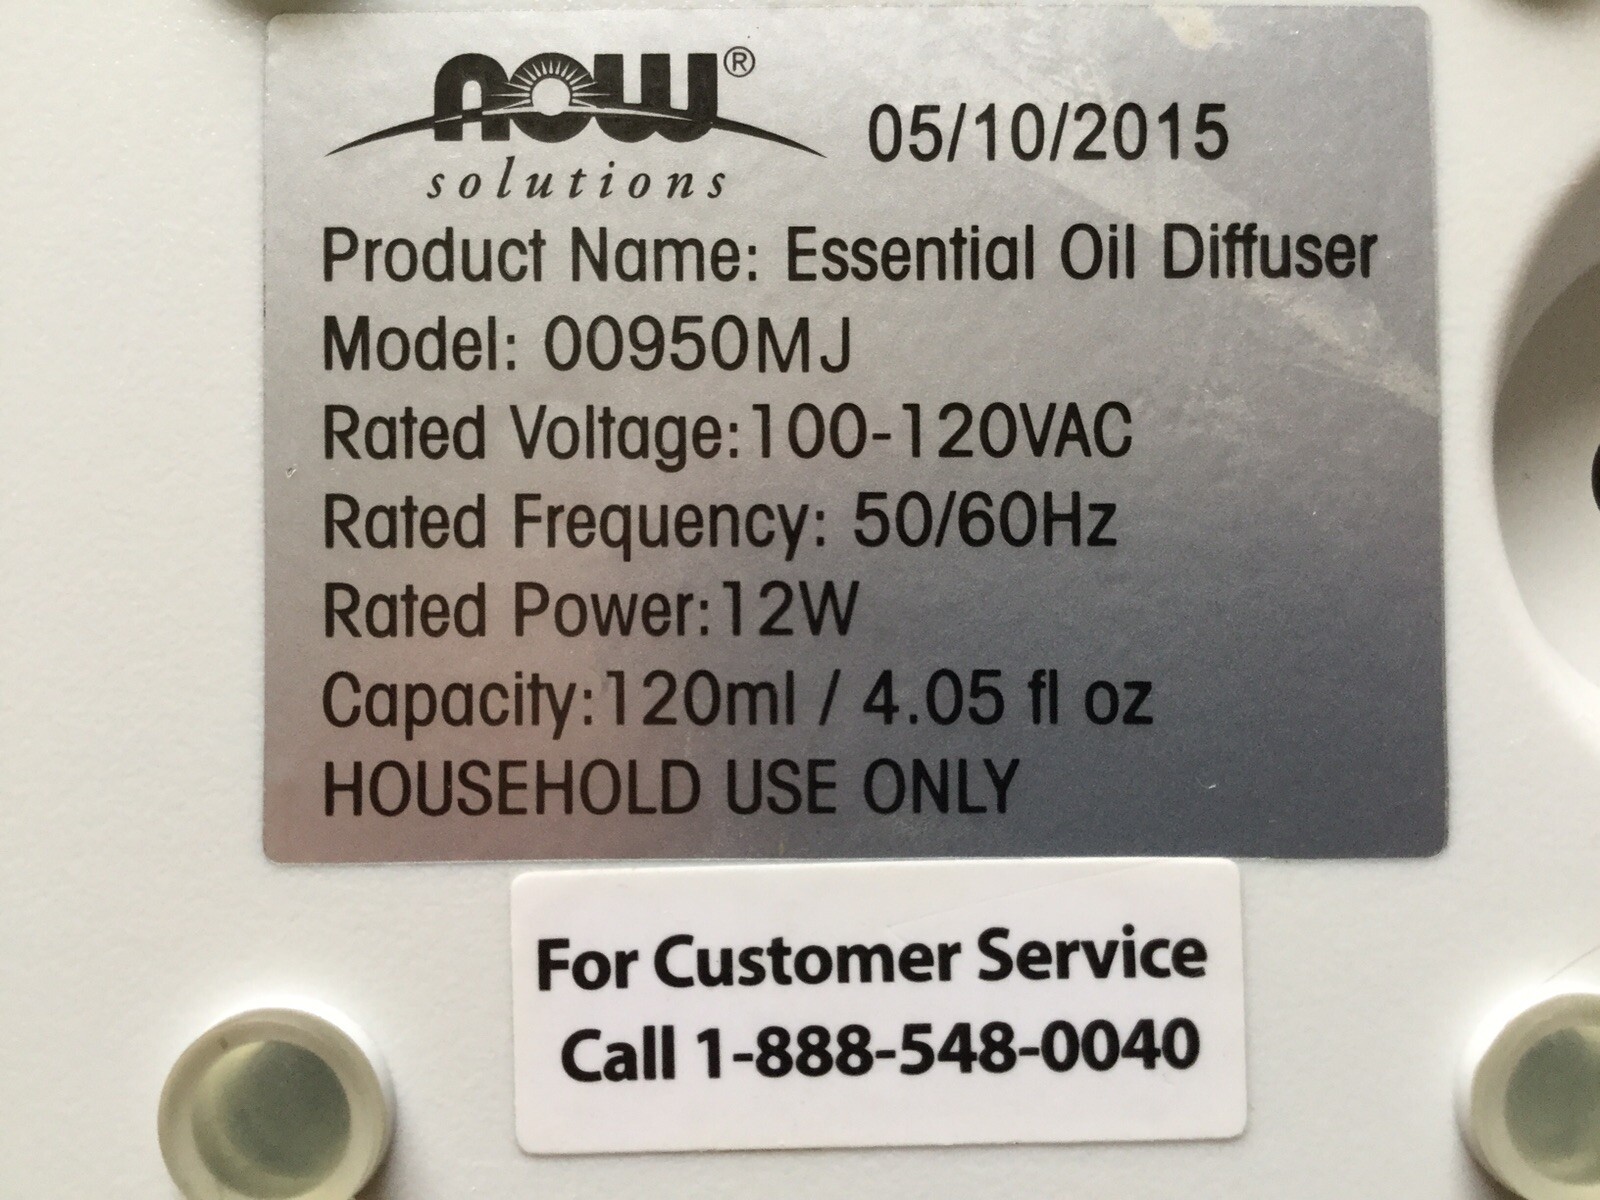 now®
solutions
05/10/2015
Product Name: Essential Oil Diffuser
Model: 00950MJ
Rated Voltage:100-120VAC
Rated Frequency: 50/60Hz
Rated Power:12W
Capacity:120ml / 4.05 fl oz
HOUSEHOLD USE ONLY
For Customer Service
Call 1-888-548-0040